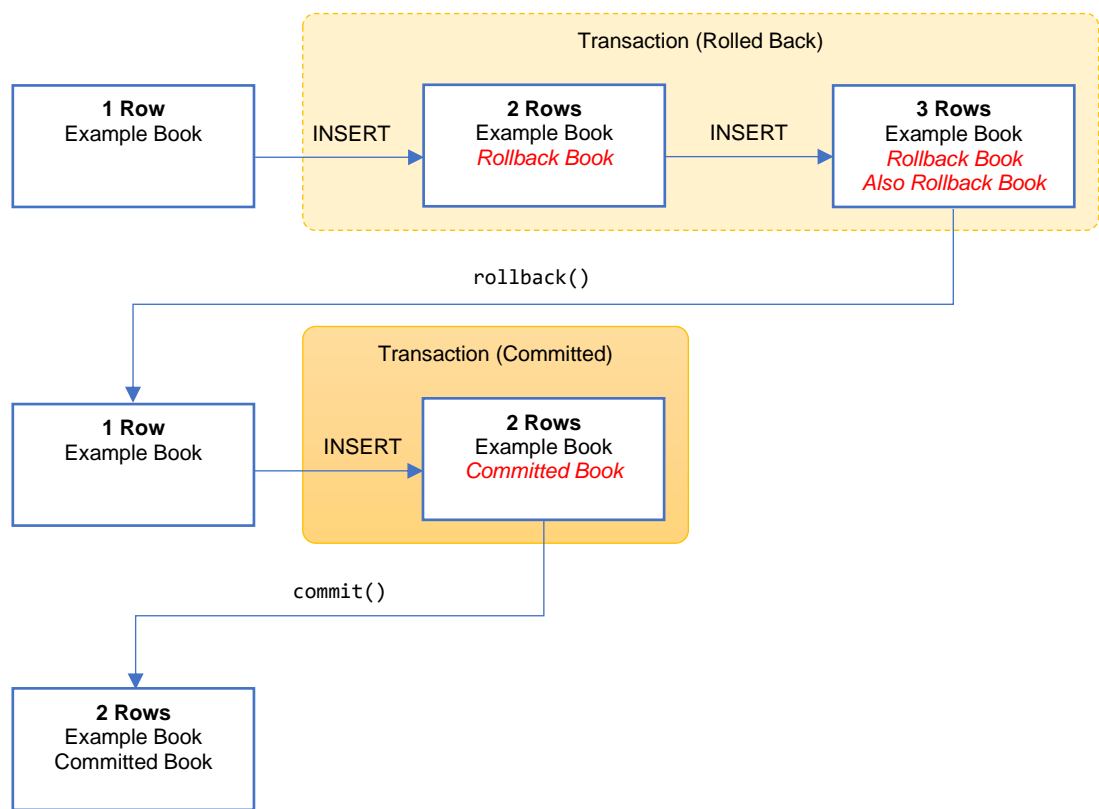 Transaction (Rolled Back)
1 Row
Example Book
INSERT
2 Rows
Example Book
Rollback Book
INSERT
3 Rows
Example Book
Rollback Book
Also Rollback Book
rollback()
Transaction (Committed)
1 Row
Example Book
INSERT
2 Rows
Example Book
Committed Book
commit()
2 Rows
Example Book
Committed Book